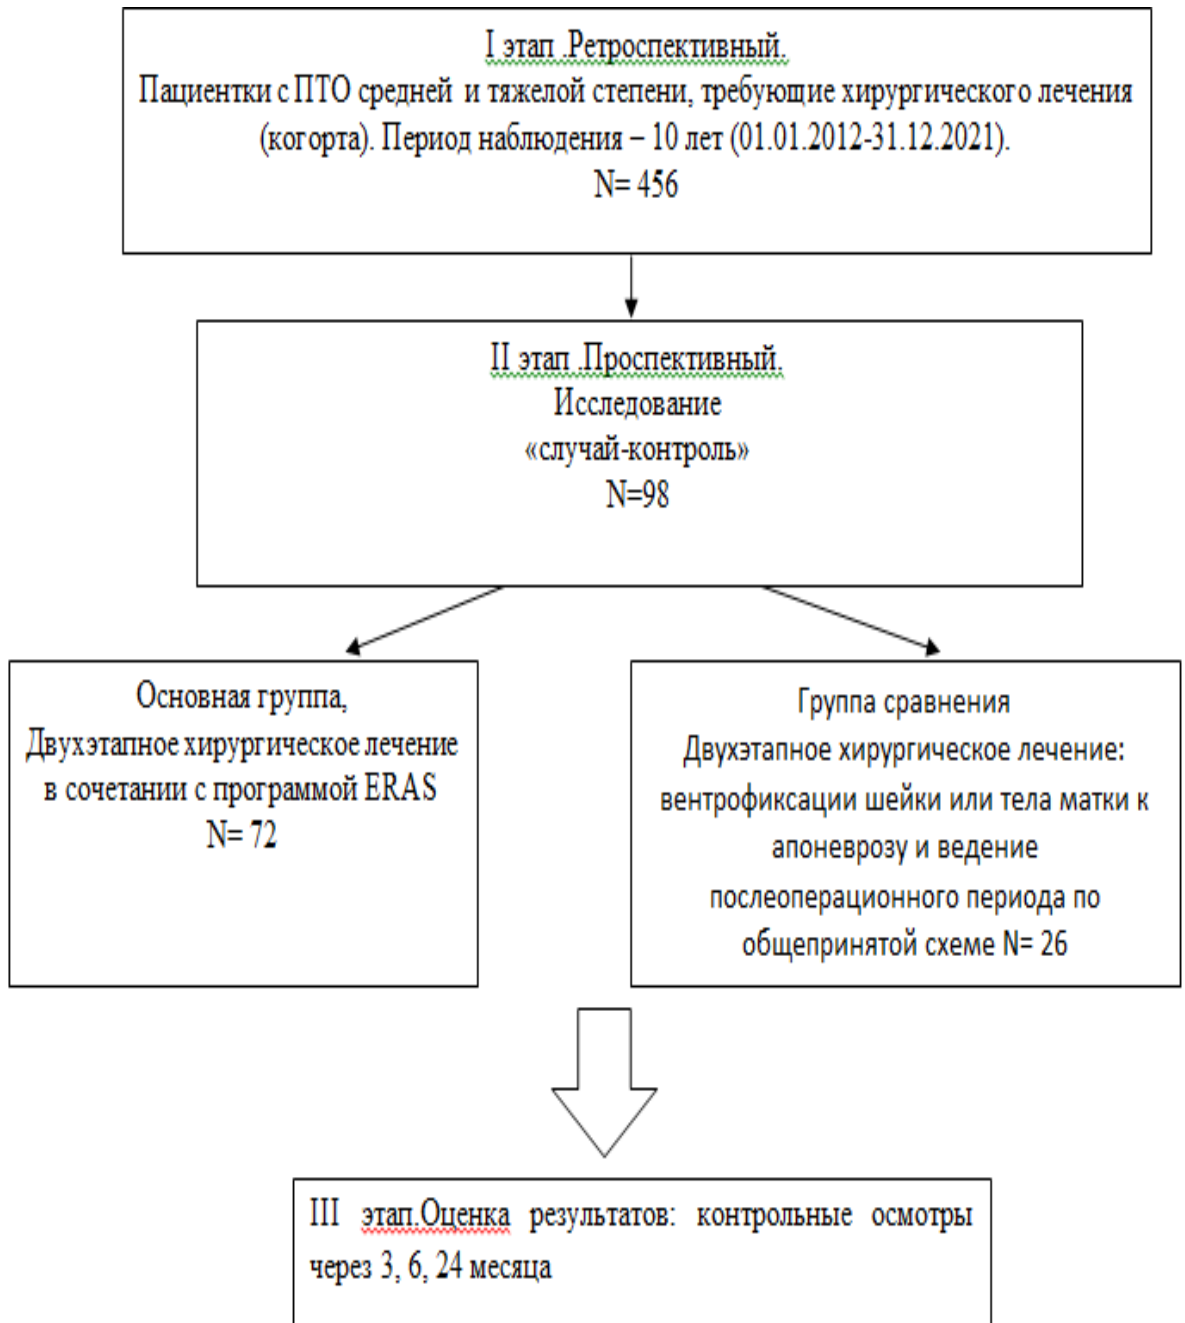 I этап .Ретроспективный.
Пациентки с ПТО средней и тяжелой степени, требующие хирургического лечения
(когорта). Период наблюдения – 10 лет (01.01.2012-31.12.2021).
N= 456
II этап .Проспективный.
Исследование
«случай-контроль»
N=98
Основная группа,
Двухэтапное хирургическое лечение
в сочетании с программой ERAS
N= 72
Группа сравнения
Двухэтапное хирургическое лечение:
вентрофиксации шейки или тела матки к
апоневрозу и ведение
послеоперационного периода по
общепринятой схеме N= 26
III этап.Оценка результатов: контрольные осмотры
через 3, 6, 24 месяца